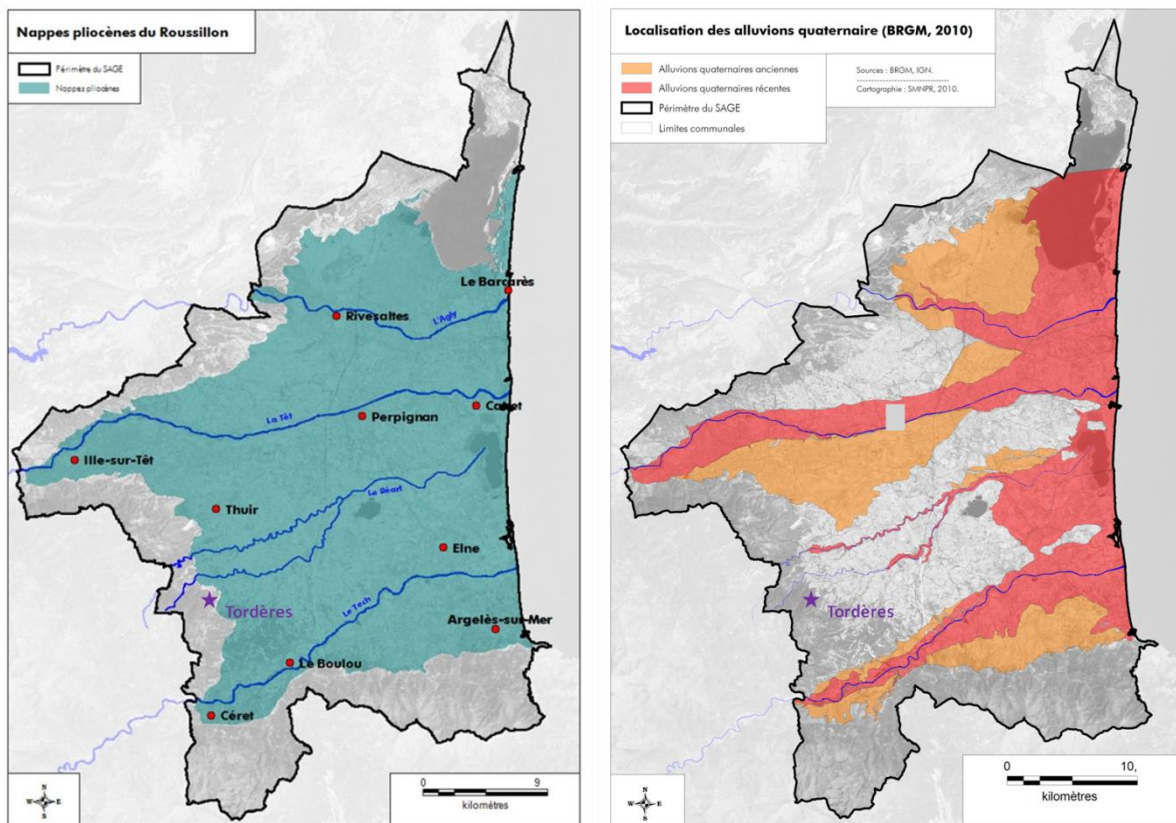 Nappes pliocènes du Roussillon
Périmètre du SAGE
Nappes pliocènes
Le Barcarès
Rivesaltes
L'Agly
Canet
La Têt
Perpignan
Ille-sur-Têt
Le Réart
Thuir
Elne
Tordères
Le Tech
Argelès-sur-Mer
Le Boulou
Céret
N
W E
S
0 9
kilomètres
Localisation des alluvions quaternaire (BRGM, 2010)
Alluvions quaternaires anciennes
Alluvions quaternaires récentes
Périmètre du SAGE
Limites communales
Sources : BRGM, IGN.
Cartographie : SMNPR, 2010.
Tordères
N
W E
S
0 10,
kilomètres